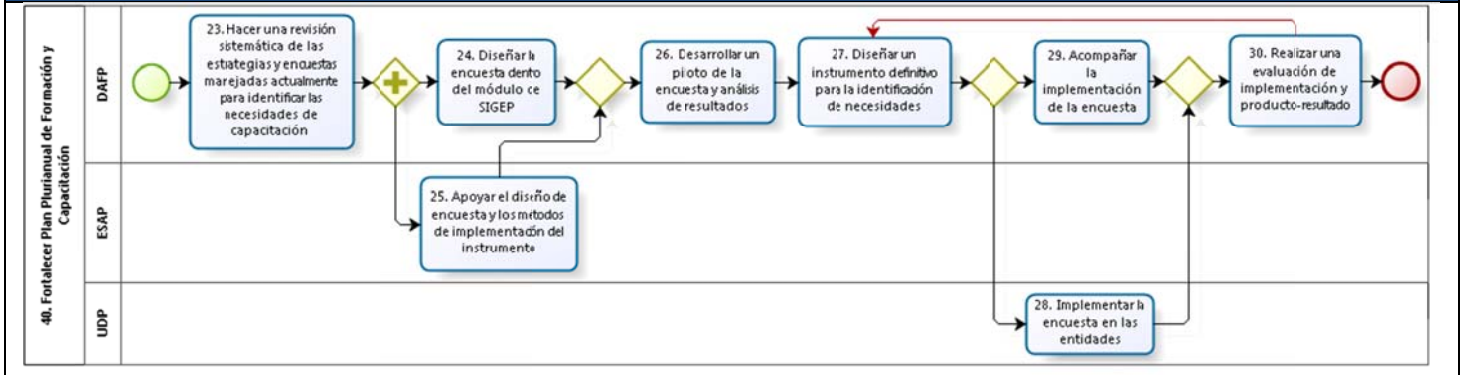 40. Fortalecer Plan Plurianual de Formación y
Capacitación
DAFP
23. Hacer una revisión
sistemática de las
estrategias y encuestas
marejadas actualmente
para identificar las
necesidades de
capacitación
24. Diseñar la
encuesta dentro
del módulo de
SIGEP
26. Desarrollar un
piloto de la
encuesta y análisis
de resultados
27. Diseñar un
instrumento definitivo
para la identificación
de necesidades
29. Acompañar
la
implementación
de la encuesta
30. Realizar una
evaluación de
implementación y
producto-resultado
ESAP
25. Apoyar el diseño de
encuesta y los métodos
de implementación del
instrumento
UDP
28. Implementar la
encuesta en las
entidades